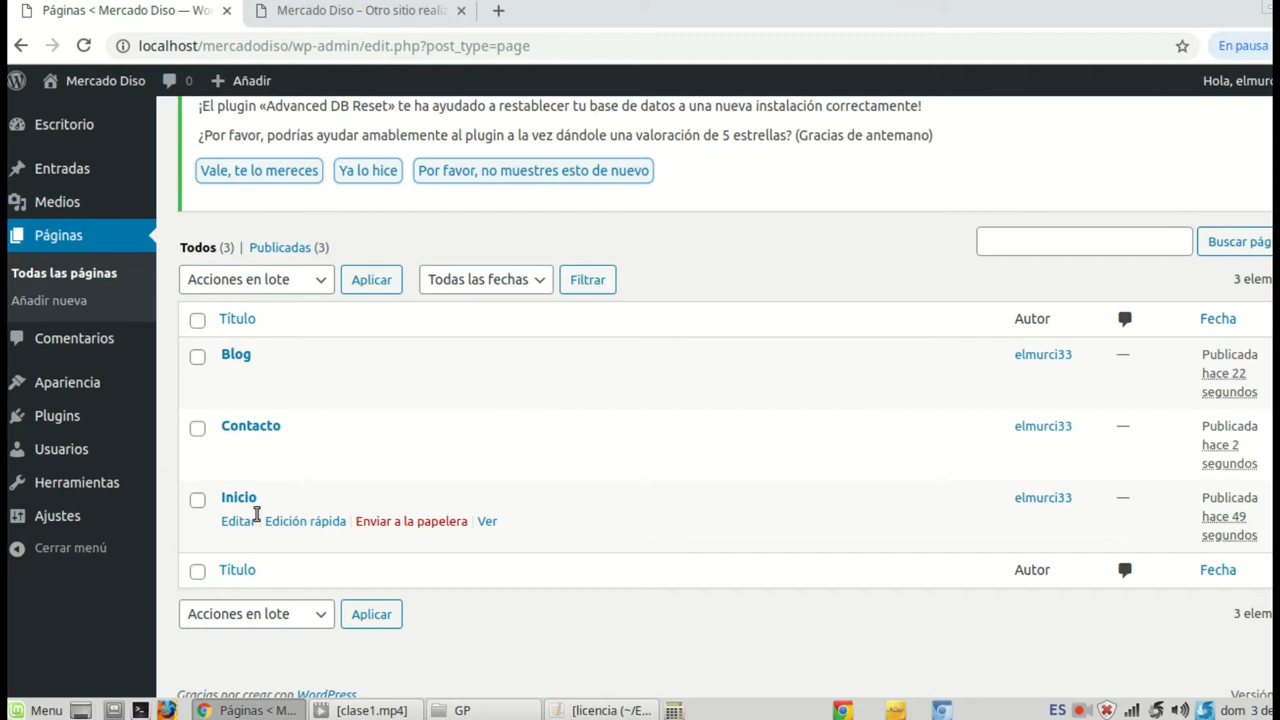 Páginas < Mercado Diso — Wo
Mercado Diso – Otro sitio realiz
localhost/mercadodiso/wp-admin/edit.php?post_type=page
En pausa
Mercado Diso
0
Añadir
Hola, elmurc
Escritorio
Entradas
Medios
Páginas
Todas las páginas
Añadir nueva
Comentarios
Apariencia
Plugins
Usuarios
Herramientas
Ajustes
Cerrar menú
¡El plugin «Advanced DB Reset» te ha ayudado a restablecer tu base de datos a una nueva instalación correctamente!
¿Por favor, podrías ayudar amablemente al plugin a la vez dándole una valoración de 5 estrellas? (Gracias de antemano)
Vale, te lo mereces
Ya lo hice
Por favor, no muestres esto de nuevo
Todos (3) | Publicadas (3)
Buscar pág
Acciones en lote
Aplicar
Todas las fechas
Filtrar
3 elem
Título
Autor
Fecha
Blog
elmurci33
—
Publicada
hace 22
segundos
Contacto
elmurci33
—
Publicada
hace 2
segundos
Inicio
Editar | Edición rápida | Enviar a la papelera | Ver
elmurci33
—
Publicada
hace 49
segundos
Título
Autor
Fecha
Acciones en lote
Aplicar
3 elem
Gracias por crear con WordPress
Versión
Menu
Páginas < M...
[clase1.mp4]
GP
[licencia (~/E...
ES
dom 3 de